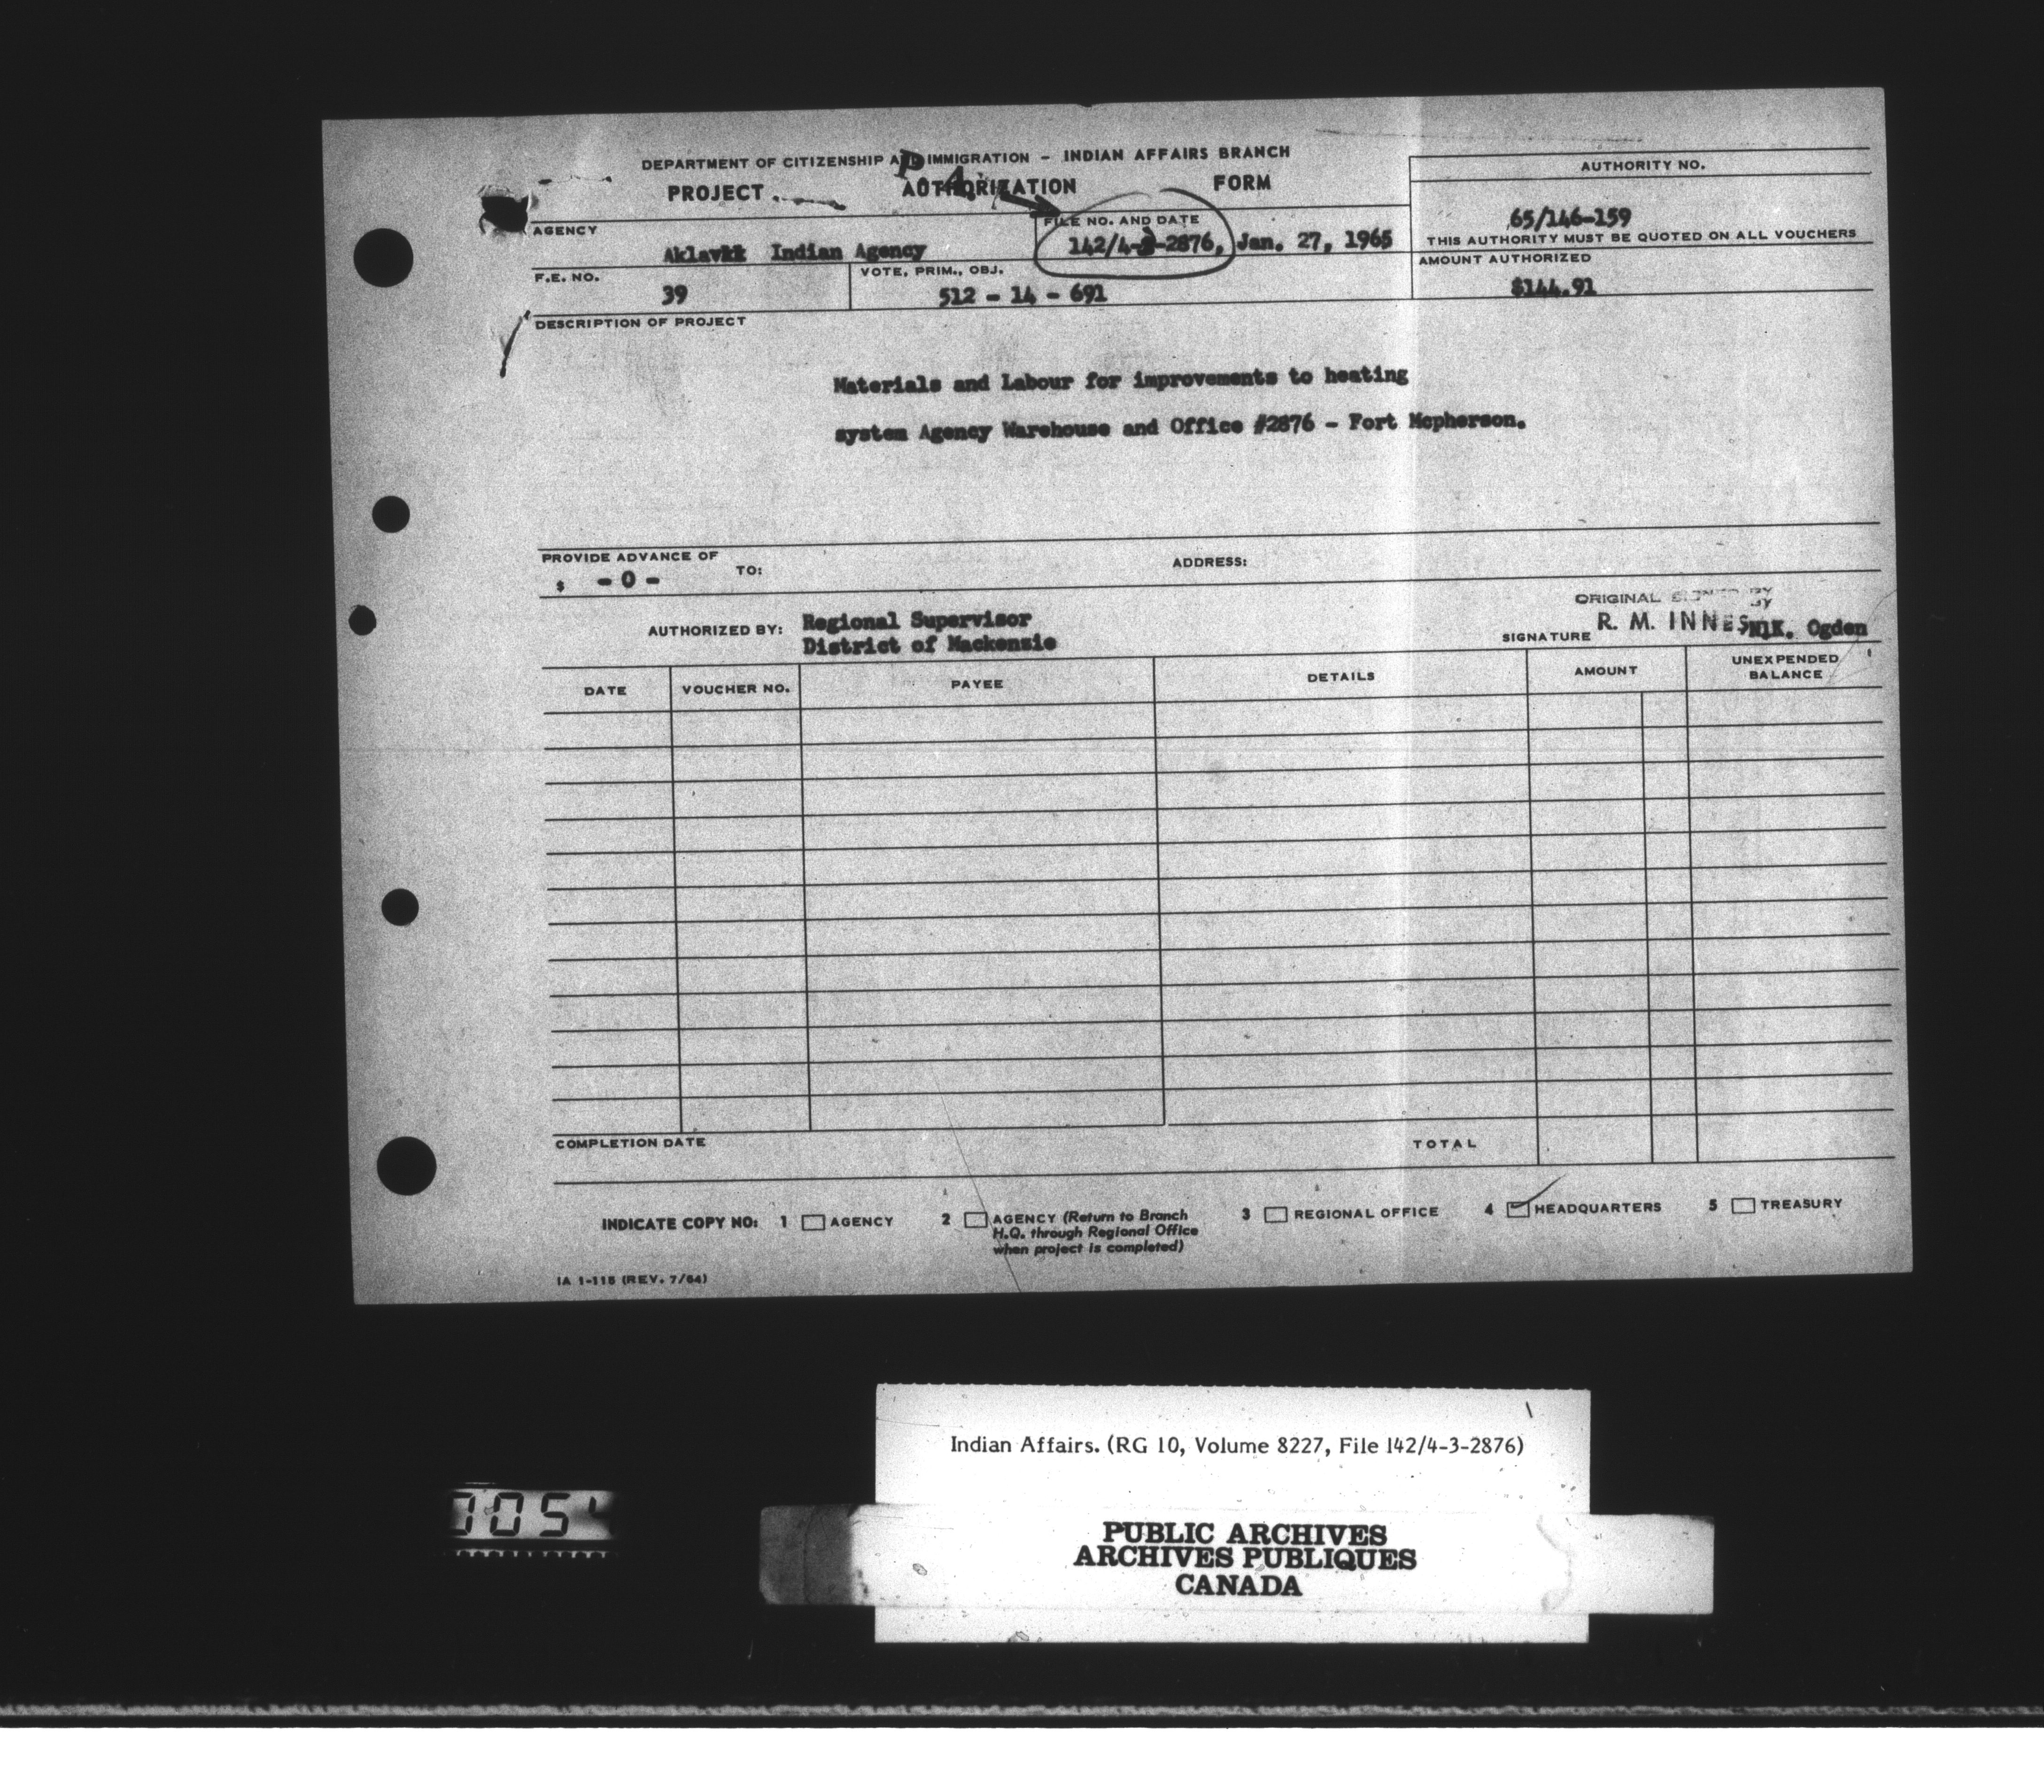 DEPARTMENT OF CITIZENSHIP AND IMMIGRATION - INDIAN AFFAIRS BRANCH
PROJECT AUTHORIZATION FORM
P.A.
AUTHORITY NO.
65/146-159
THIS AUTHORITY MUST BE QUOTED ON ALL VOUCHERS
AGENCY
Aklavik Indian Agency
FILE NO. AND DATE
142/4-3-2876, Jan. 27, 1965
AMOUNT AUTHORIZED
$144.91
F.E. NO.
39
VOTE, PRIM., OBJ.
512 - 14 - 691
DESCRIPTION OF PROJECT
Materials and Labour for improvements to heating
system Agency Warehouse and Office #2876 - Fort Mcpherson.
PROVIDE ADVANCE OF
$ - 0 - TO: ADDRESS:
AUTHORIZED BY: Regional Supervisor
District of Mackenzie
ORIGINAL SIGNED BY
SIGNATURE R. M. INNES Ogden
DATE VOUCHER NO. PAYEE DETAILS AMOUNT UNEXPENDED
BALANCE
COMPLETION DATE TOTAL
INDICATE COPY NO: 1 AGENCY 2 AGENCY (Return to Branch
H.Q. through Regional Office
when project is completed) 3 REGIONAL OFFICE 4 HEADQUARTERS 5 TREASURY
IA 1-115 (REV. 7/64)
Indian Affairs. (RG 10, Volume 8227, File 142/4-3-2876)
PUBLIC ARCHIVES
ARCHIVES PUBLIQUES
CANADA